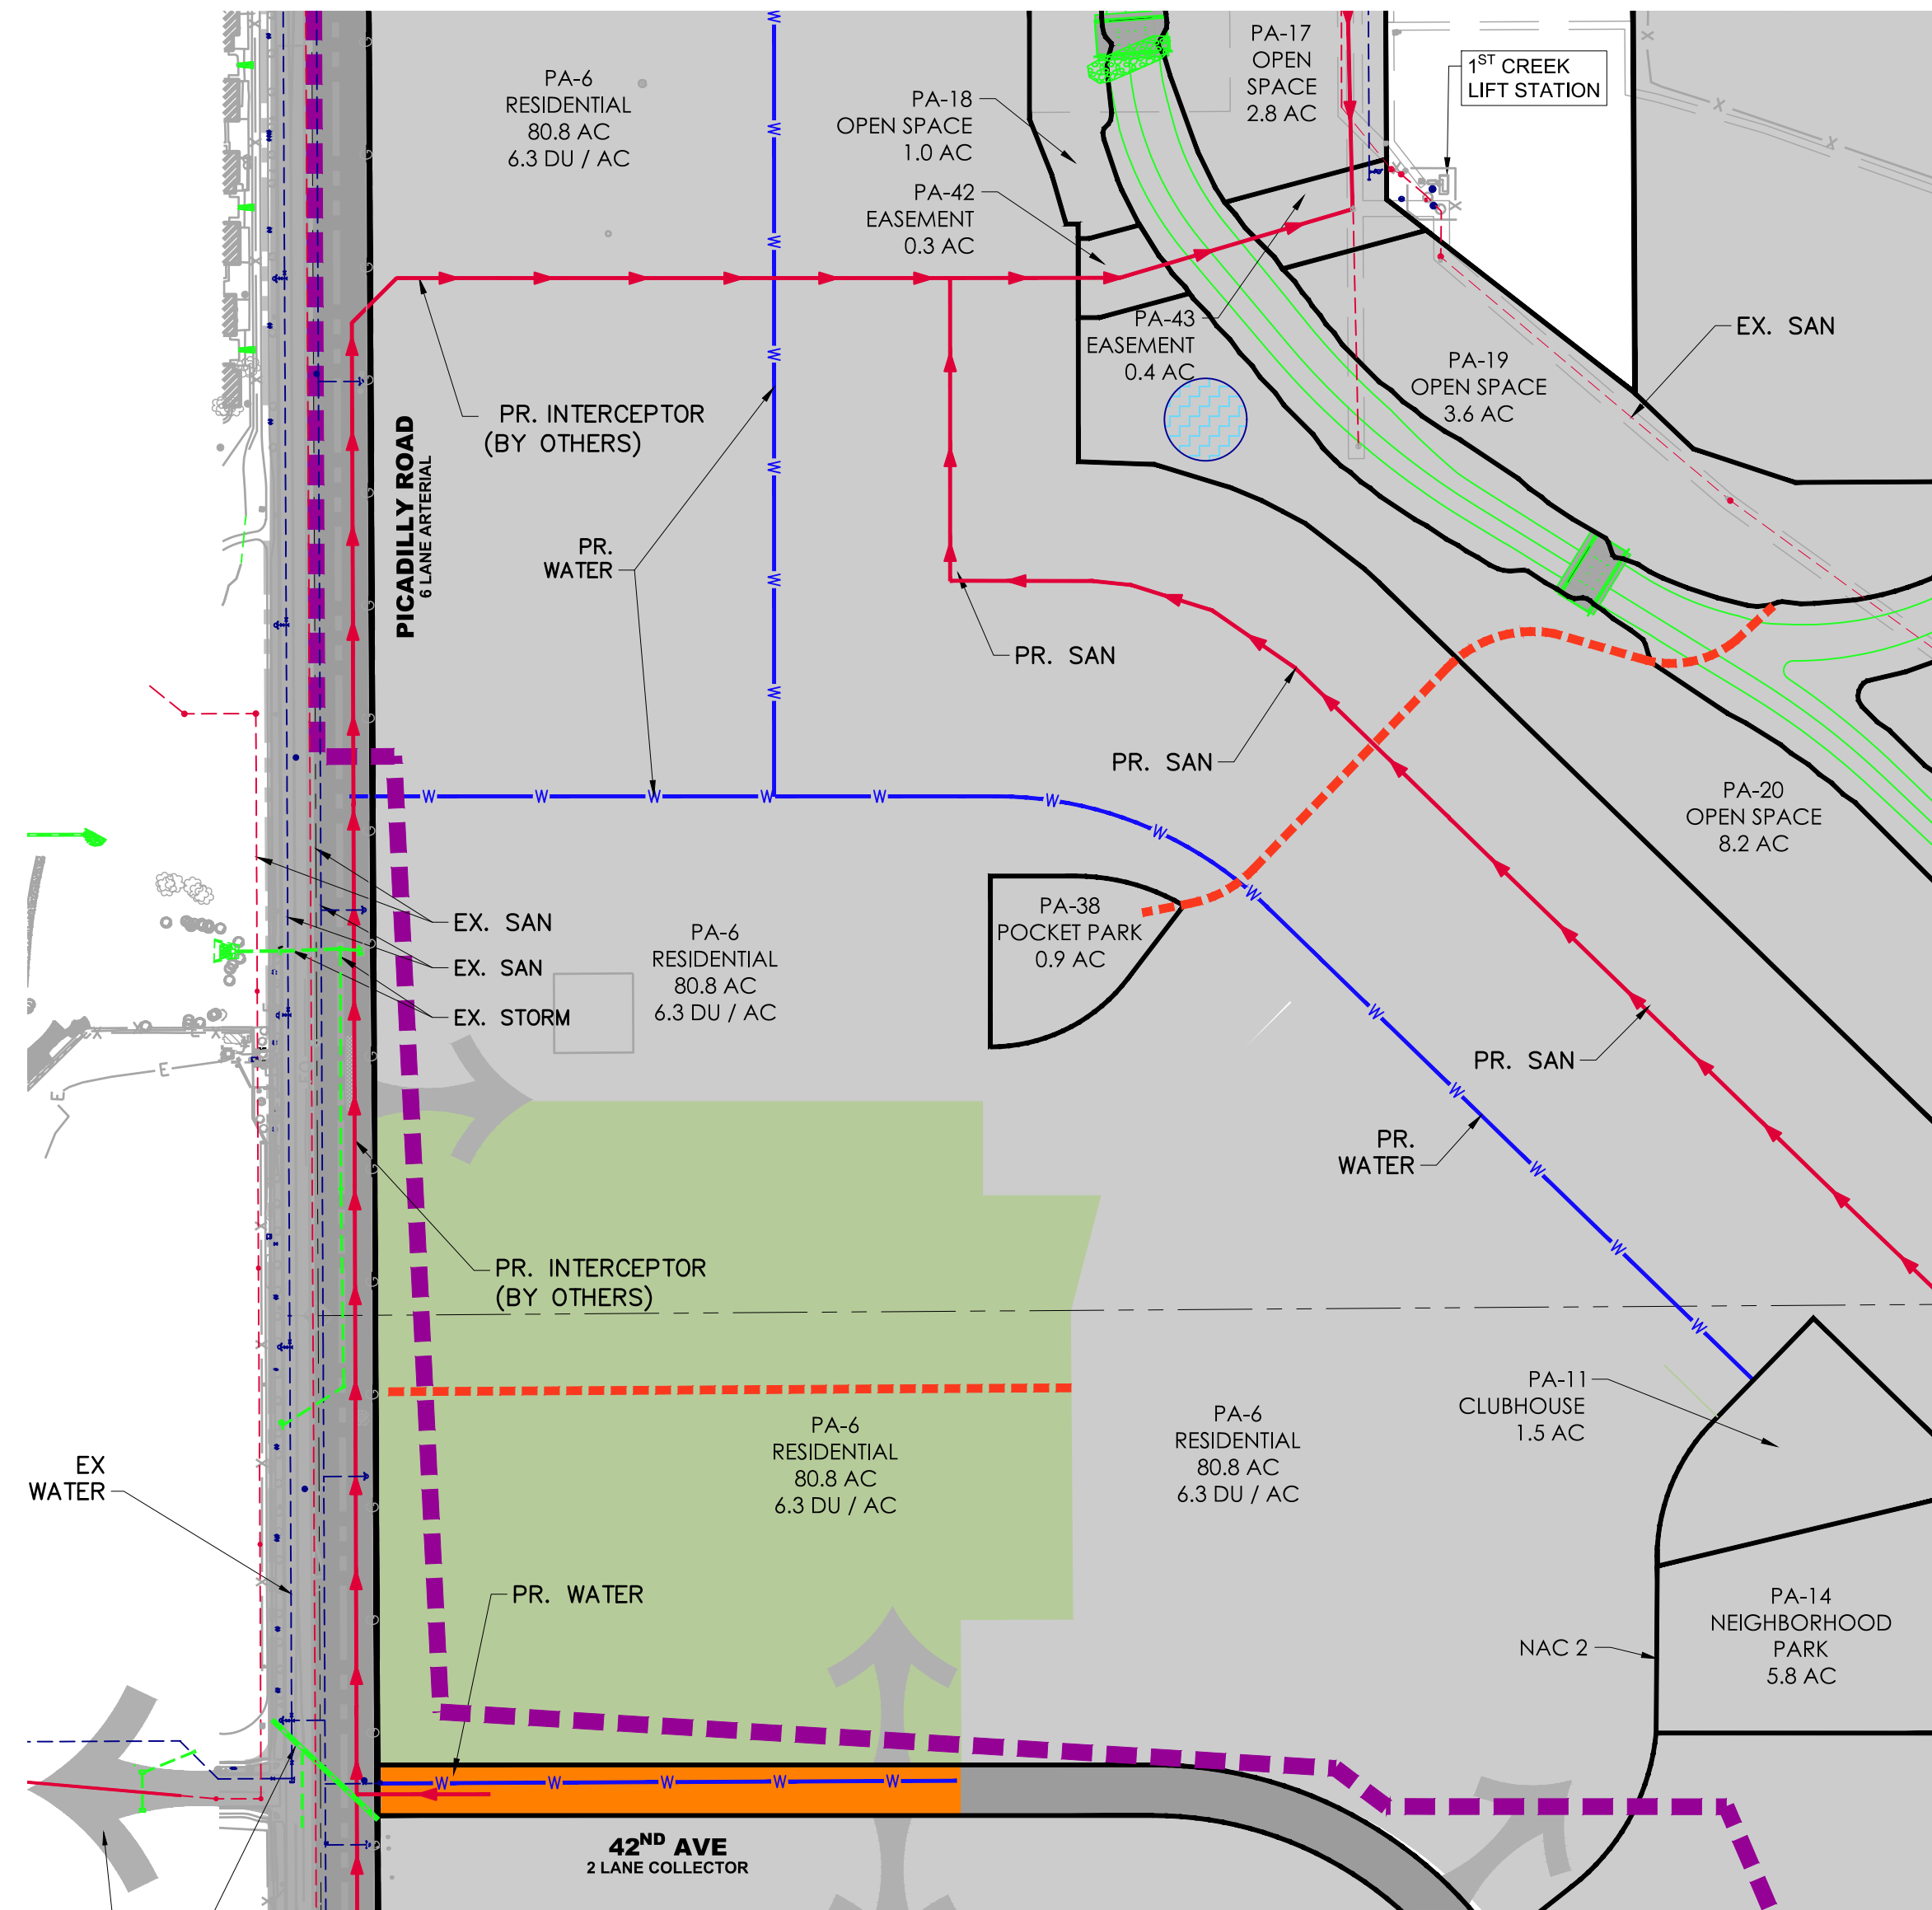 PA-6
RESIDENTIAL
80.8 AC
6.3 DU / AC
PA-18
OPEN SPACE
1.0 AC
PA-42
EASEMENT
0.3 AC
PA-17
OPEN
SPACE
2.8 AC
1ST CREEK
LIFT STATION
PA-43
EASEMENT
0.4 AC
PA-19
OPEN SPACE
3.6 AC
EX. SAN
PR. INTERCEPTOR
(BY OTHERS)
PICADILLY ROAD
6 LANE ARTERIAL
PR.
WATER
PR. SAN
PR. SAN
PA-20
OPEN SPACE
8.2 AC
W W W W W W W
W W W W W W W
PA-38
POCKET PARK
0.9 AC
EX. SAN
EX. SAN
EX. STORM
PA-6
RESIDENTIAL
80.8 AC
6.3 DU / AC
W W W W W W
PR. SAN
PR.
WATER
E
E
PR. INTERCEPTOR
(BY OTHERS)
PA-11
CLUBHOUSE
1.5 AC
PA-6
RESIDENTIAL
80.8 AC
6.3 DU / AC
PA-6
RESIDENTIAL
80.8 AC
6.3 DU / AC
EX
WATER
PR. WATER
NAC 2
PA-14
NEIGHBORHOOD
PARK
5.8 AC
W W W W W
42ND AVE
2 LANE COLLECTOR